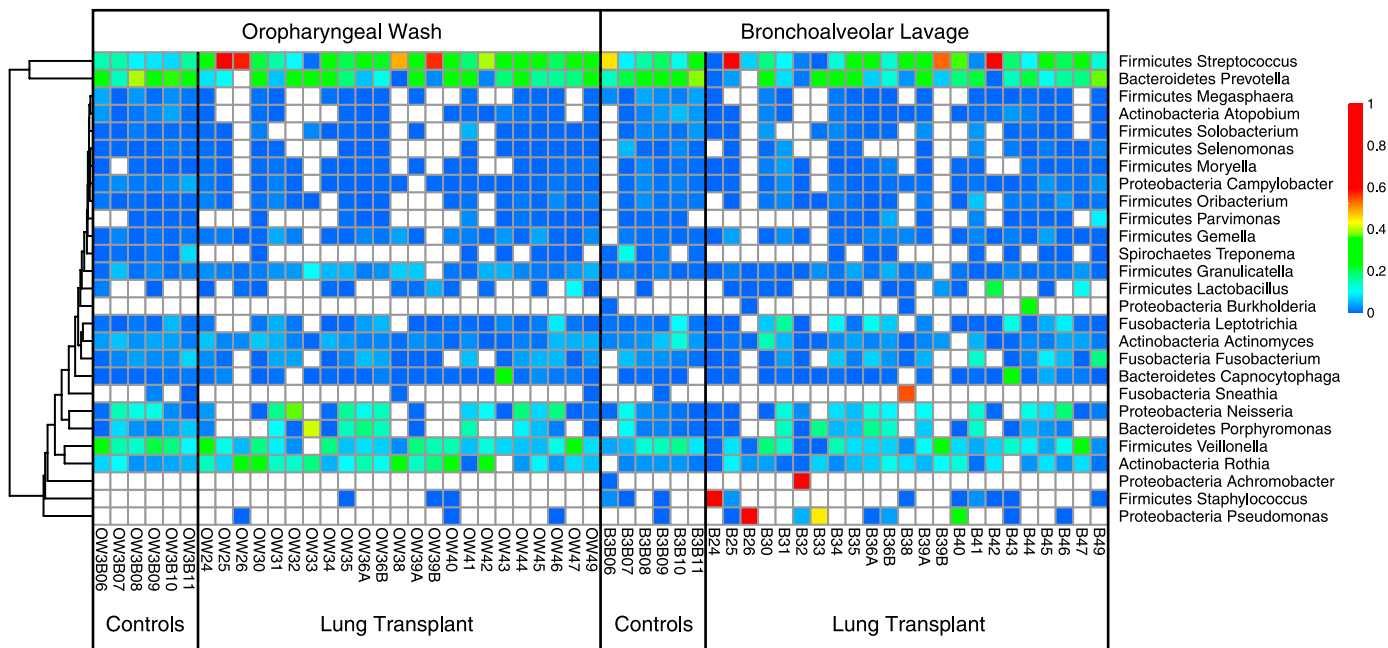 Oropharyngeal Wash
Bronchoalveolar Lavage
Firmicutes Streptococcus
Bacteroidetes Prevotella
Firmicutes Megasphaera
Actinobacteria Atopobium
Firmicutes Solobacterium
Firmicutes Selenomonas
Firmicutes Moryella
Proteobacteria Campylobacter
Firmicutes Oribacterium
Firmicutes Parvimonas
Firmicutes Gemella
Spirochaetes Treponema
Firmicutes Granulicatella
Firmicutes Lactobacillus
Proteobacteria Burkholderia
Fusobacteria Leptotrichia
Actinobacteria Actinomyces
Fusobacteria Fusobacterium
Bacteroidetes Capnocytophaga
Fusobacteria Sneathia
Proteobacteria Neisseria
Bacteroidetes Porphyromonas
Firmicutes Veillonella
Actinobacteria Rothia
Proteobacteria Achromobacter
Firmicutes Staphylococcus
Proteobacteria Pseudomonas
1
0.8
0.6
0.4
0.2
0
OW3B06
OW3B07
OW3B08
OW3B09
OW3B10
OW3B11
OW24
OW25
OW26
OW30
OW31
OW32
OW33
OW34
OW35
OW36A
OW36B
OW38
OW39A
OW39B
OW40
OW41
OW42
OW43
OW44
OW45
OW46
OW47
OW49
B3B06
B3B07
B3B08
B3B09
B3B10
B3B11
B24
B25
B26
B30
B31
B32
B33
B34
B35
B36A
B36B
B38
B39A
B39B
B40
B41
B42
B43
B44
B45
B46
B47
B49
Controls
Lung Transplant
Controls
Lung Transplant